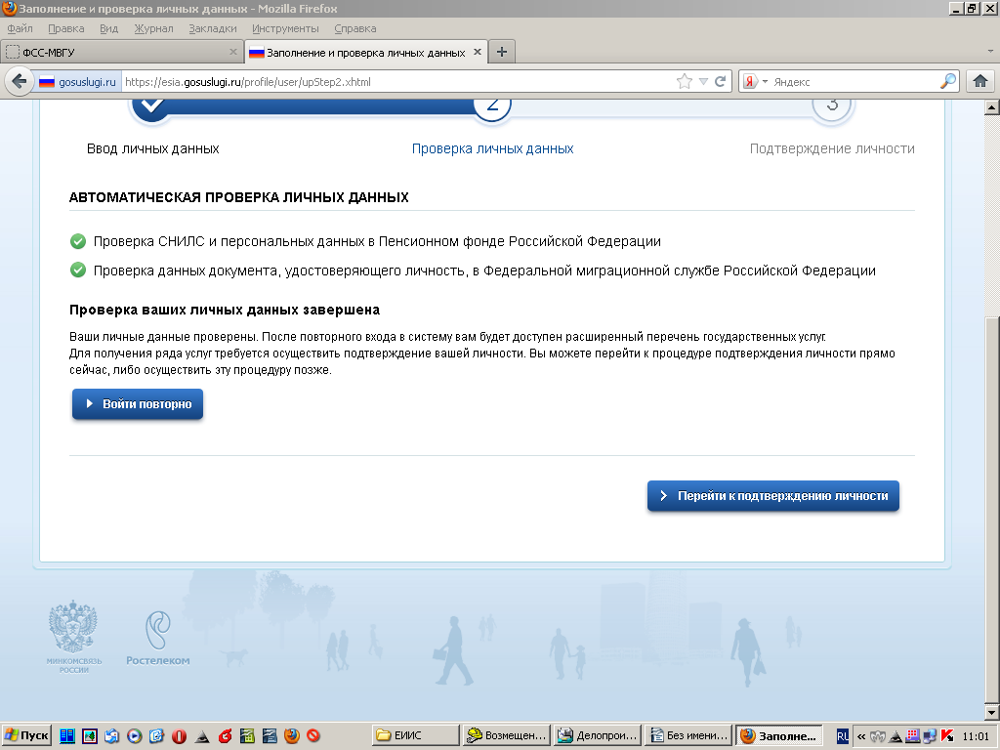 Заполнение и проверка личных данных - Mozilla Firefox
Файл Правка Вид Журнал Закладки Инструменты Справка
ФСС-МВГУ × Заполнение и проверка личных данных × +
gosuslugi.ru https://esia.gosuslugi.ru/profile/user/upStep2.xhtml Я Яндекс
2 3
Ввод личных данных Проверка личных данных Подтверждение личности
АВТОМАТИЧЕСКАЯ ПРОВЕРКА ЛИЧНЫХ ДАННЫХ
Проверка СНИЛС и персональных данных в Пенсионном фонде Российской Федерации
Проверка данных документа, удостоверяющего личность, в Федеральной миграционной службе Российской Федерации
Проверка ваших личных данных завершена
Ваши личные данные проверены. После повторного входа в систему вам будет доступен расширенный перечень государственных услуг.
Для получения ряда услуг требуется осуществить подтверждение вашей личности. Вы можете перейти к процедуре подтверждения личности прямо
сейчас, либо осуществить эту процедуру позже.
Войти повторно
Перейти к подтверждению личности
МИНКОМСВЯЗЬ
РОССИИ
Ростелеком
Пуск ЕИИС Возмещен... Делопрои... Без имени... Заполне... RL « 11:01